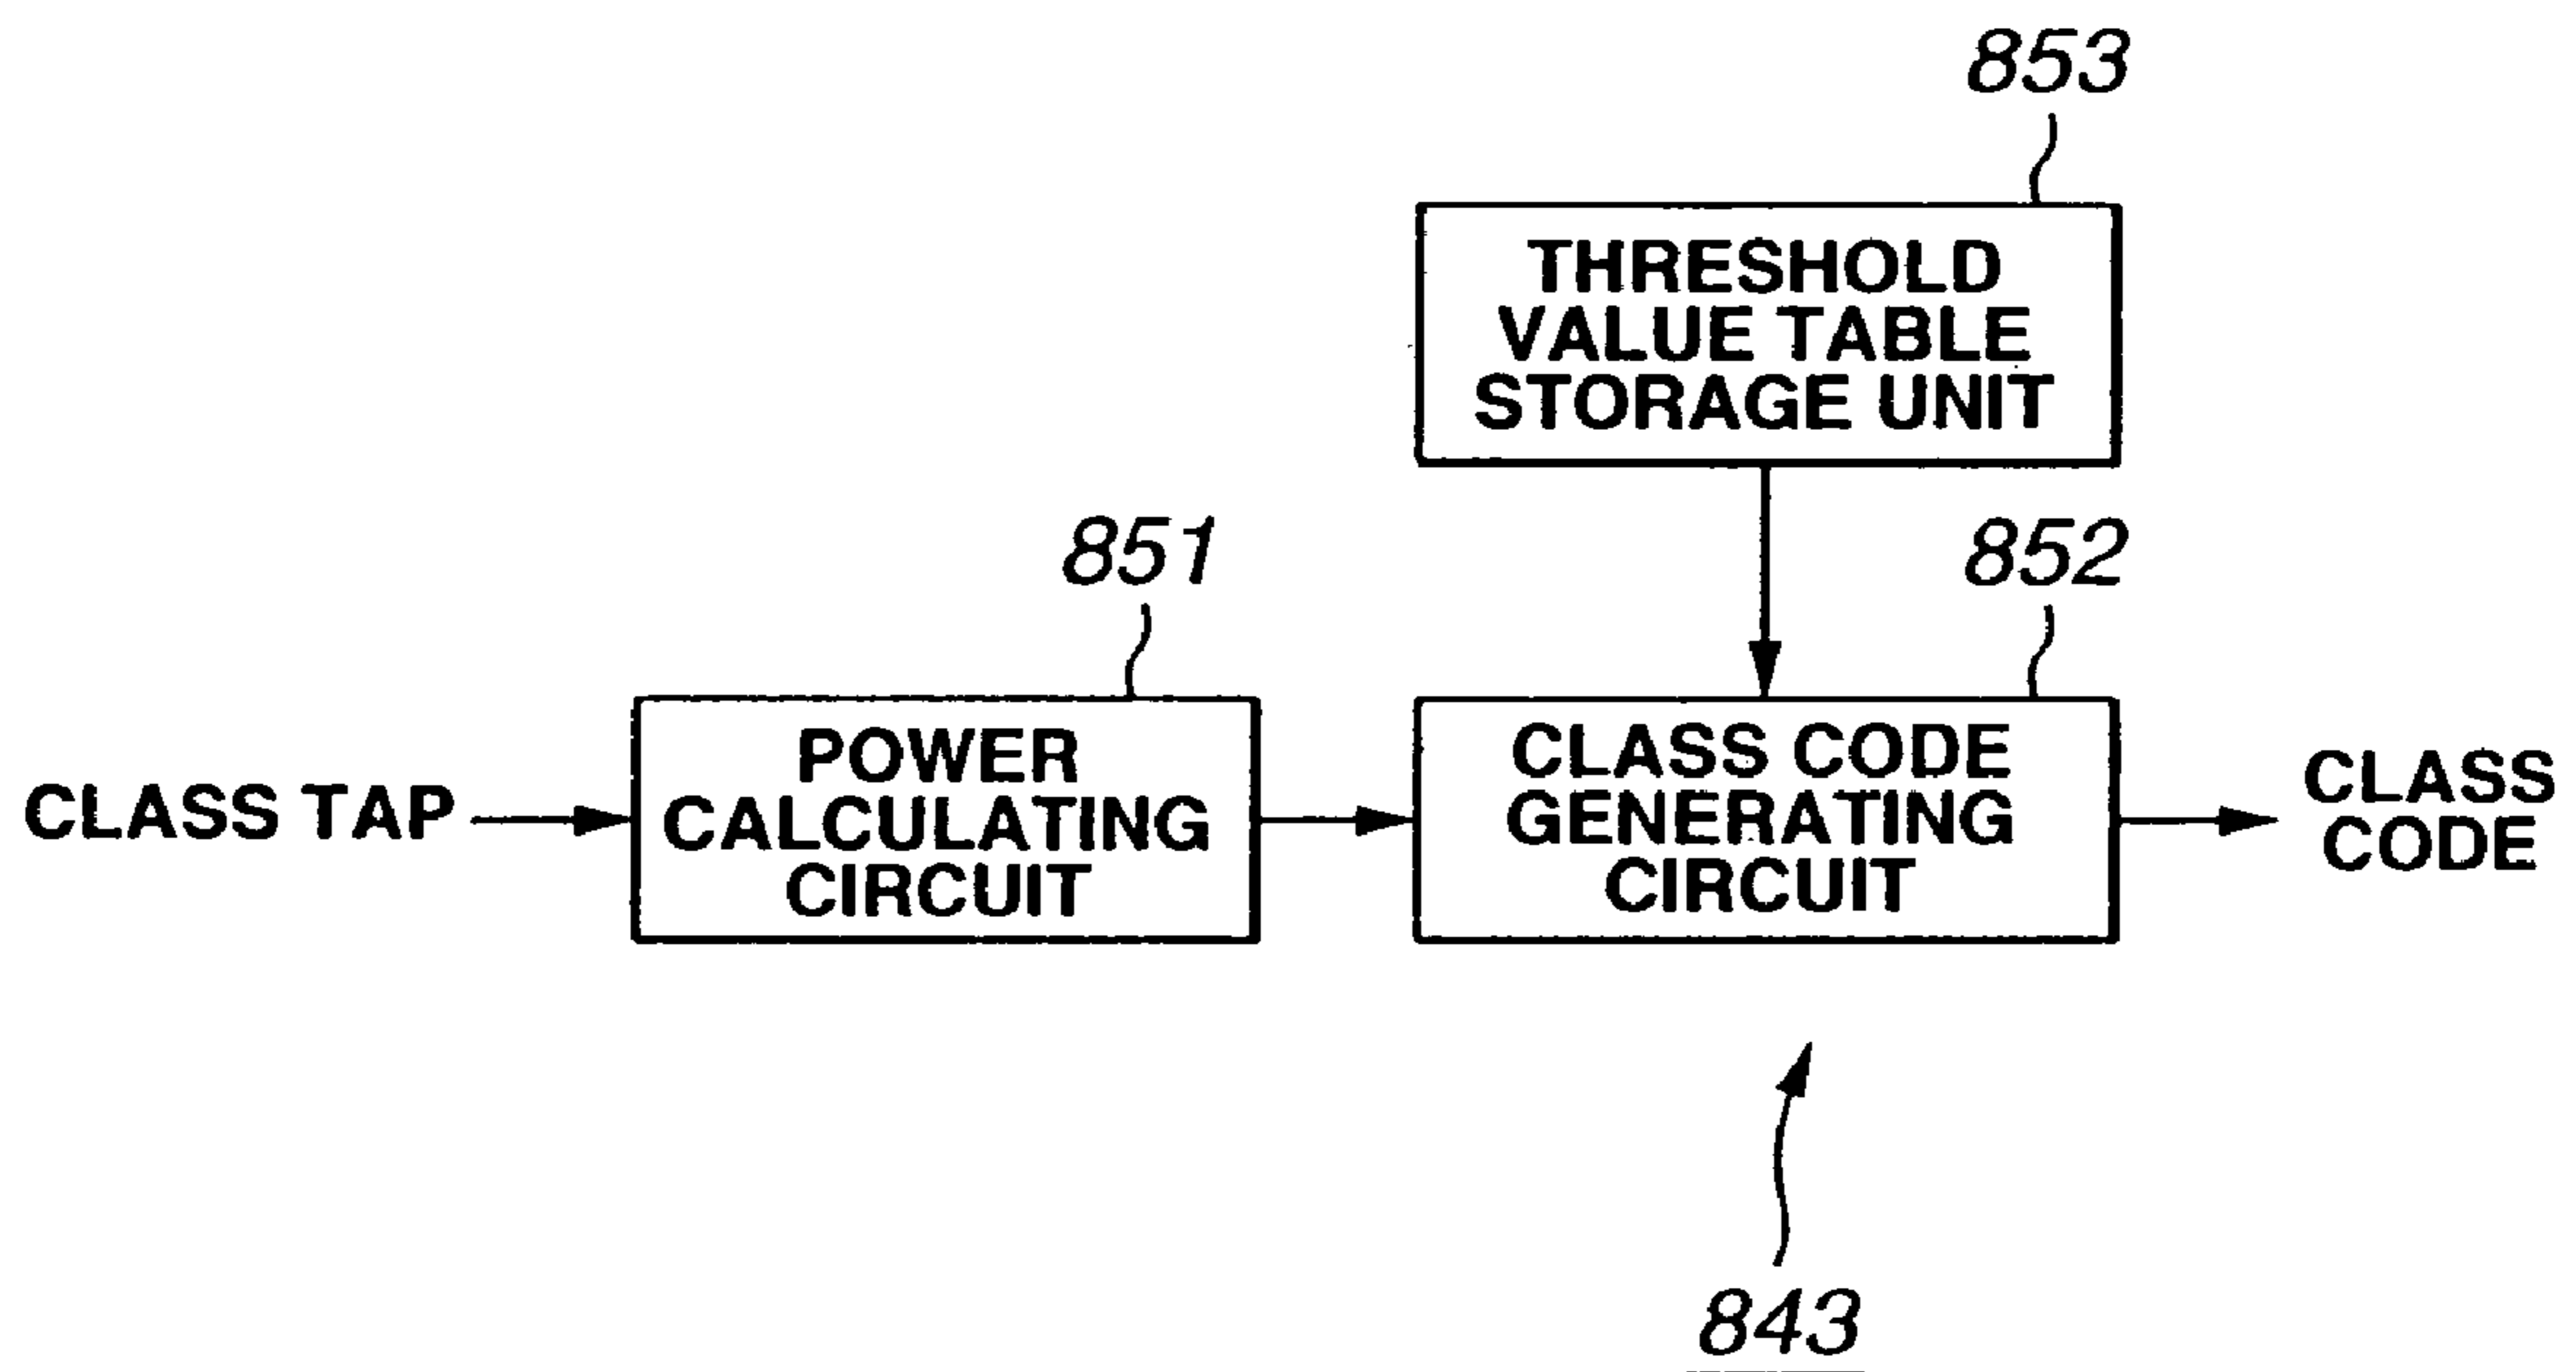 853
THRESHOLD
VALUE TABLE
STORAGE UNIT
851
852
CLASS TAP
POWER
CALCULATING
CIRCUIT
CLASS CODE
GENERATING
CIRCUIT
CLASS
CODE
843